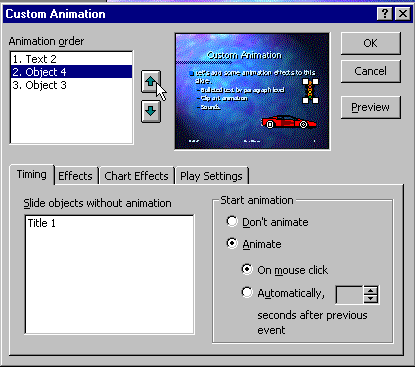 Custom Animation
Animation order
1. Text 2
2. Object 4
3. Object 3
Custom Animation
Let's add some animation effects to this slide.
Bulleted text by paragraph level
Clip art animation
Sounds
OK
Cancel
Preview
Timing
Effects
Chart Effects
Play Settings
Slide objects without animation
Title 1
Start animation
Don't animate
Animate
On mouse click
Automatically,
seconds after previous
event